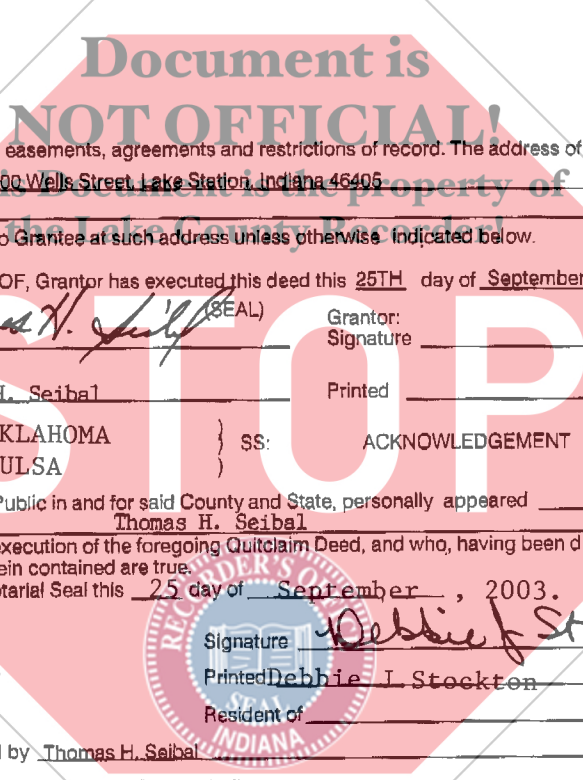 Document is
NOT OFFICIAL!
easements, agreements and restrictions of record. The address of
00 Wells Street, Lake Station, Indiana 46405
is Document is the property of
the Lake County Recorder!
o Grantee at such address unless otherwise indicated below.
OF, Grantor has executed this deed this 25TH day of September
(SEAL)
Grantor:
Signature
H. Seibal
Printed
KLAHOMA ) SS: ACKNOWLEDGEMENT
ULSA )
STOP
Public in and for said County and State, personally appeared
Thomas H. Seibal
execution of the foregoing Quitclaim Deed, and who, having been d
ein contained are true.
tarial Seal this 25 day of September , 2003.
RECORDER'S OFFICE
Signature Debbie J St
Printed Debbie J. Stockton
SEAL
Resident of
INDIANA
l by Thomas H. Seibal